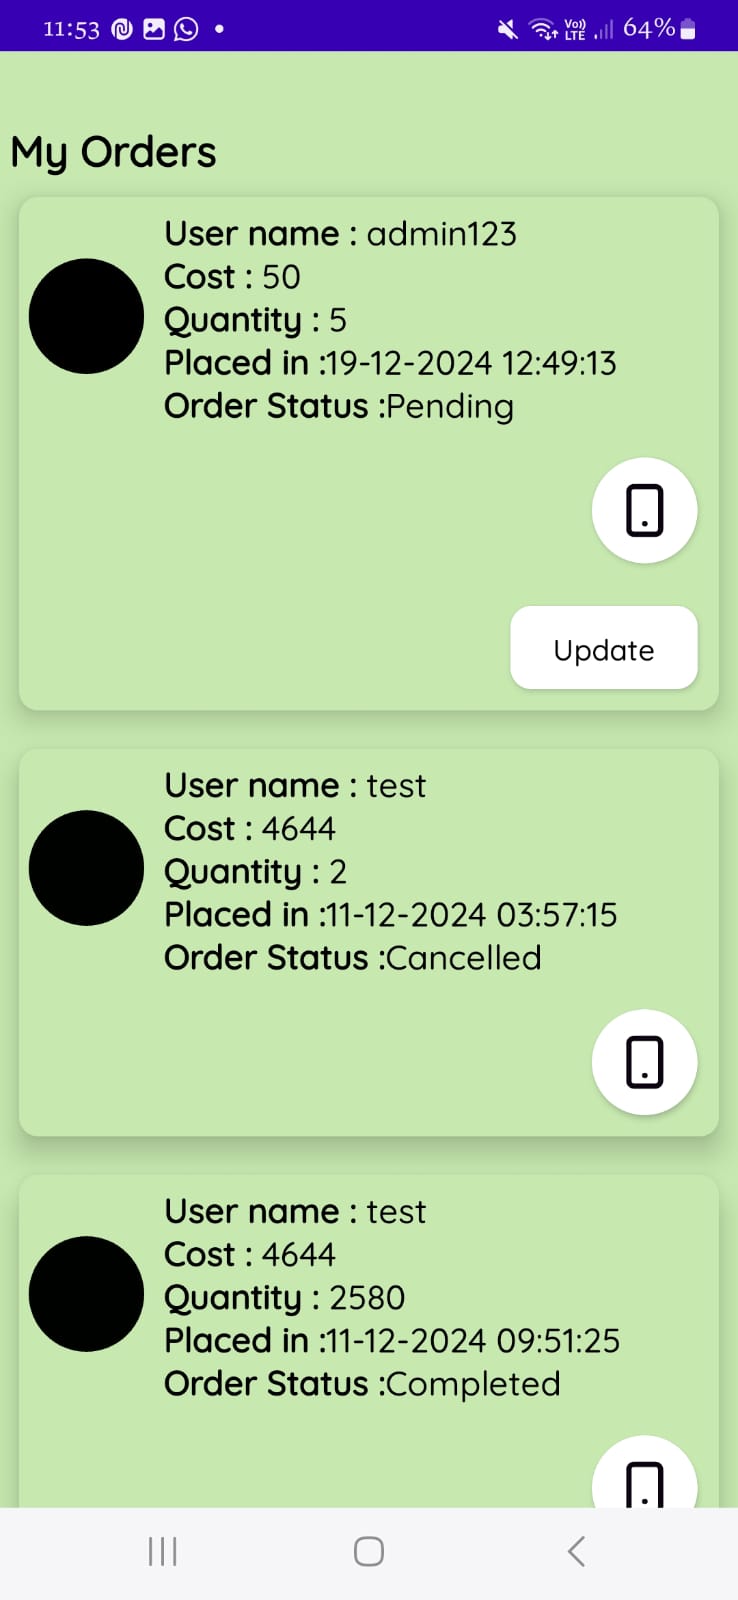 11:53 Vo)) LTE 64%
My Orders
User name : admin123
Cost : 50
Quantity : 5
Placed in :19-12-2024 12:49:13
Order Status :Pending
Update
User name : test
Cost : 4644
Quantity : 2
Placed in :11-12-2024 03:57:15
Order Status :Cancelled
User name : test
Cost : 4644
Quantity : 2580
Placed in :11-12-2024 09:51:25
Order Status :Completed